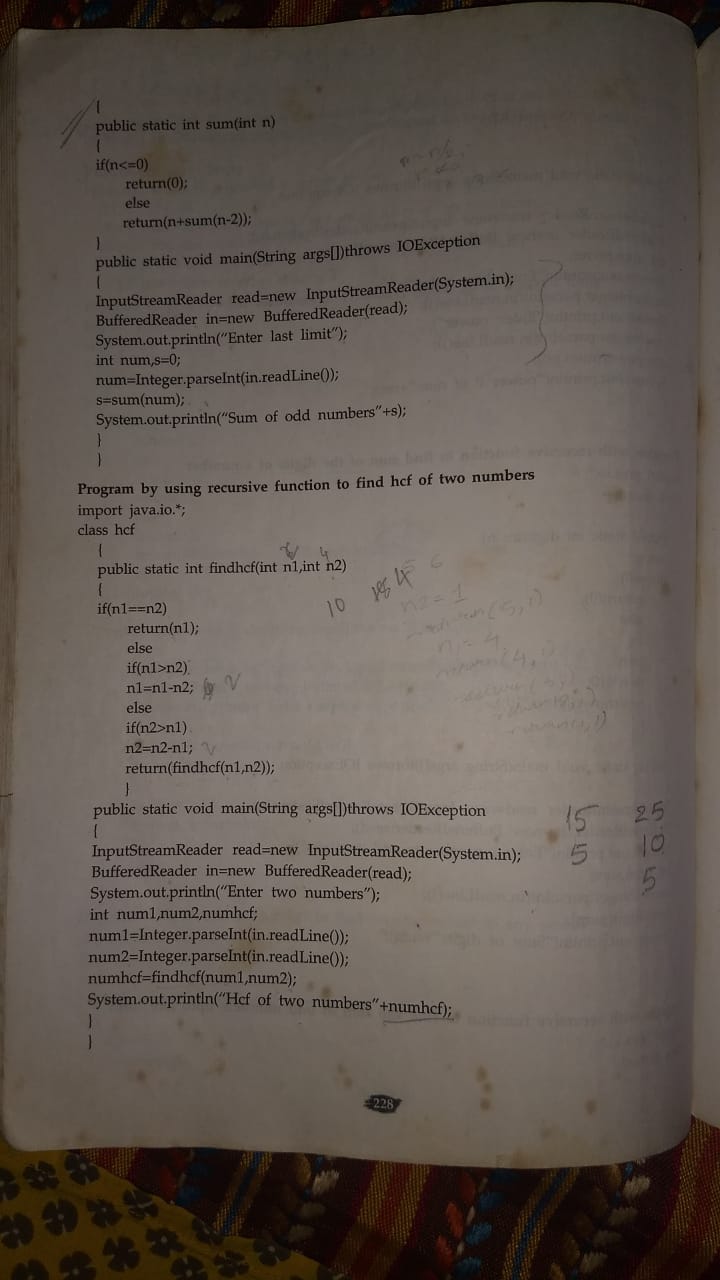 {
public static int sum(int n)
{
if(n<=0)
return(0);
else
return(n+sum(n-2));
}
public static void main(String args[])throws IOException
{
InputStreamReader read=new InputStreamReader(System.in);
BufferedReader in=new BufferedReader(read);
System.out.println("Enter last limit");
int num,s=0;
num=Integer.parseInt(in.readLine());
s=sum(num);
System.out.println("Sum of odd numbers"+s);
}
}
Program by using recursive function to find hcf of two numbers
import java.io.*;
class hcf
{
public static int findhcf(int n1,int n2)
{
10
if(n1==n2)
return(n1);
else
if(n1>n2)
n1=n1-n2;
else
if(n2>n1)
n2=n2-n1;
return(findhcf(n1,n2));
}
public static void main(String args[])throws IOException
15 25
{
InputStreamReader read=new InputStreamReader(System.in);
5 10
BufferedReader in=new BufferedReader(read);
5
System.out.println("Enter two numbers");
int num1,num2,numhcf;
num1=Integer.parseInt(in.readLine());
num2=Integer.parseInt(in.readLine());
numhcf=findhcf(num1,num2);
System.out.println("Hcf of two numbers"+numhcf);
}
}
228